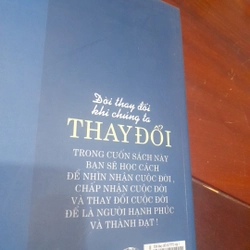 Đời thay đổi
khi chúng ta
THAY ĐỔI
TRONG CUỐN SÁCH NÀY
BẠN SẼ HỌC CÁCH
ĐỂ NHÌN NHẬN CUỘC ĐỜI,
CHẤP NHẬN CUỘC ĐỜI
VÀ THAY ĐỔI CUỘC ĐỜI
ĐỂ LÀ NGƯỜI HẠNH PHÚC
VÀ THÀNH ĐẠT !